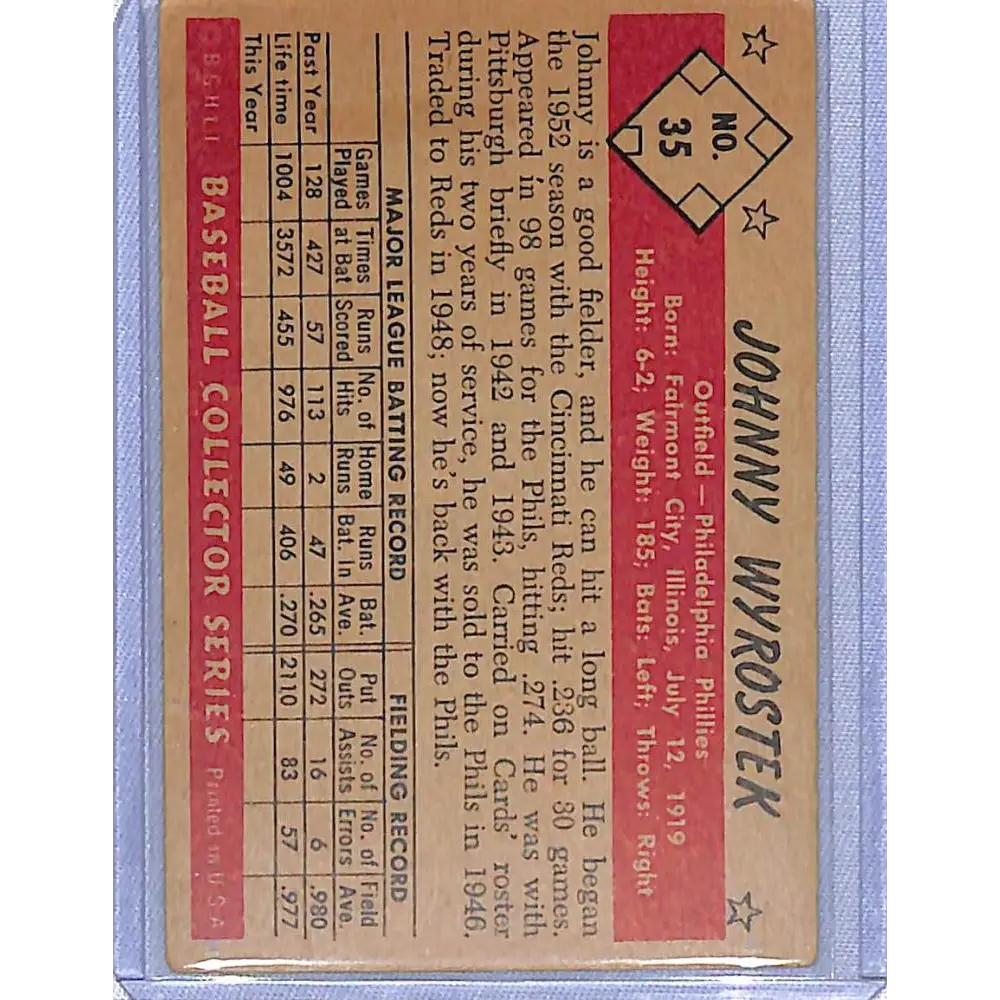 NO.
35
JOHNNY WYROSTEK
Outfield — Philadelphia Phillies
Born: Fairmont City, Illinois, July 12, 1919
Height: 6-2; Weight: 185; Bats: Left; Throws: Right
Johnny is a good fielder, and he can hit a long ball. He began
the 1952 season with the Cincinnati Reds; hit .236 for 30 games.
Appeared in 98 games for the Phils, hitting .274. He was with
Pittsburgh briefly in 1942 and 1943. Carried on Cards' roster
during his two years of service, he was sold to the Phils in 1946.
Traded to Reds in 1948; now he's back with the Phils.
MAJOR LEAGUE BATTING RECORD FIELDING RECORD
Games Times Runs No. of Home Runs Bat. Put No. of No. of Field
Played at Bat Scored Hits Runs Bat. In Ave. Outs Assists Errors Ave.
Past Year 128 427 57 113 2 47 .265 272 16 6 .980
Life time 1004 3572 455 976 49 406 .270 2110 83 57 .977
This Year
BASEBALL COLLECTOR SERIES Printed in U.S.A